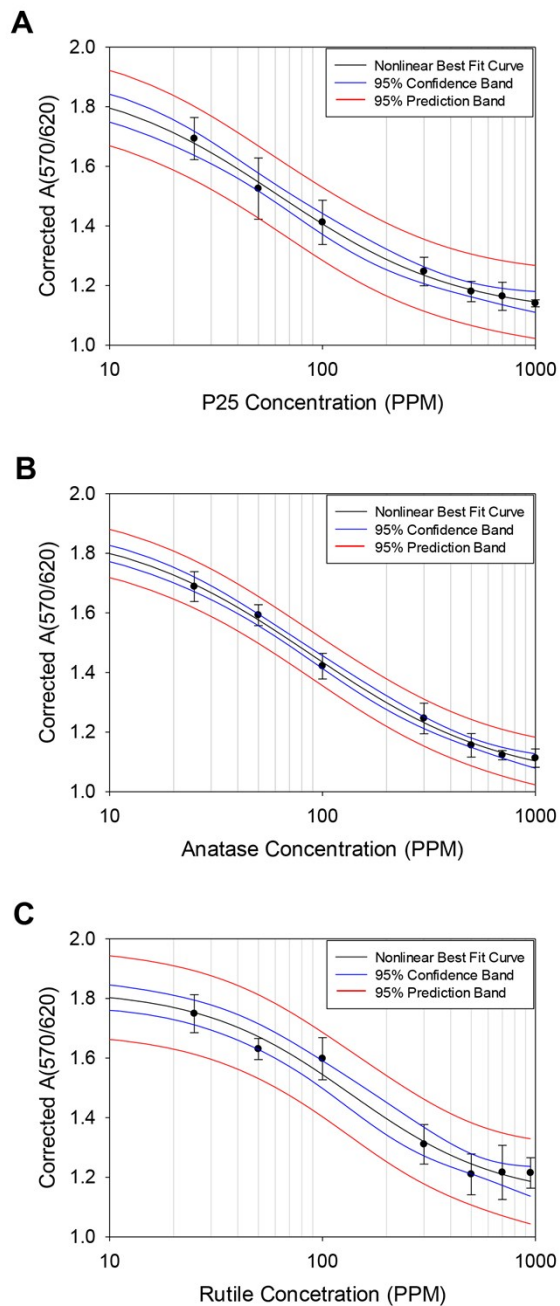 A
2.0
Nonlinear Best Fit Curve
95% Confidence Band
95% Prediction Band
1.8
1.6
1.4
1.2
1.0
Corrected A(570/620)
10 100 1000
P25 Concentration (PPM)
B
2.0
Nonlinear Best Fit Curve
95% Confidence Band
95% Prediction Band
1.8
1.6
1.4
1.2
1.0
Corrected A(570/620)
10 100 1000
Anatase Concentration (PPM)
C
2.0
Nonlinear Best Fit Curve
95% Confidence Band
95% Prediction Band
1.8
1.6
1.4
1.2
1.0
Corrected A(570/620)
10 100 1000
Rutile Concetration (PPM)